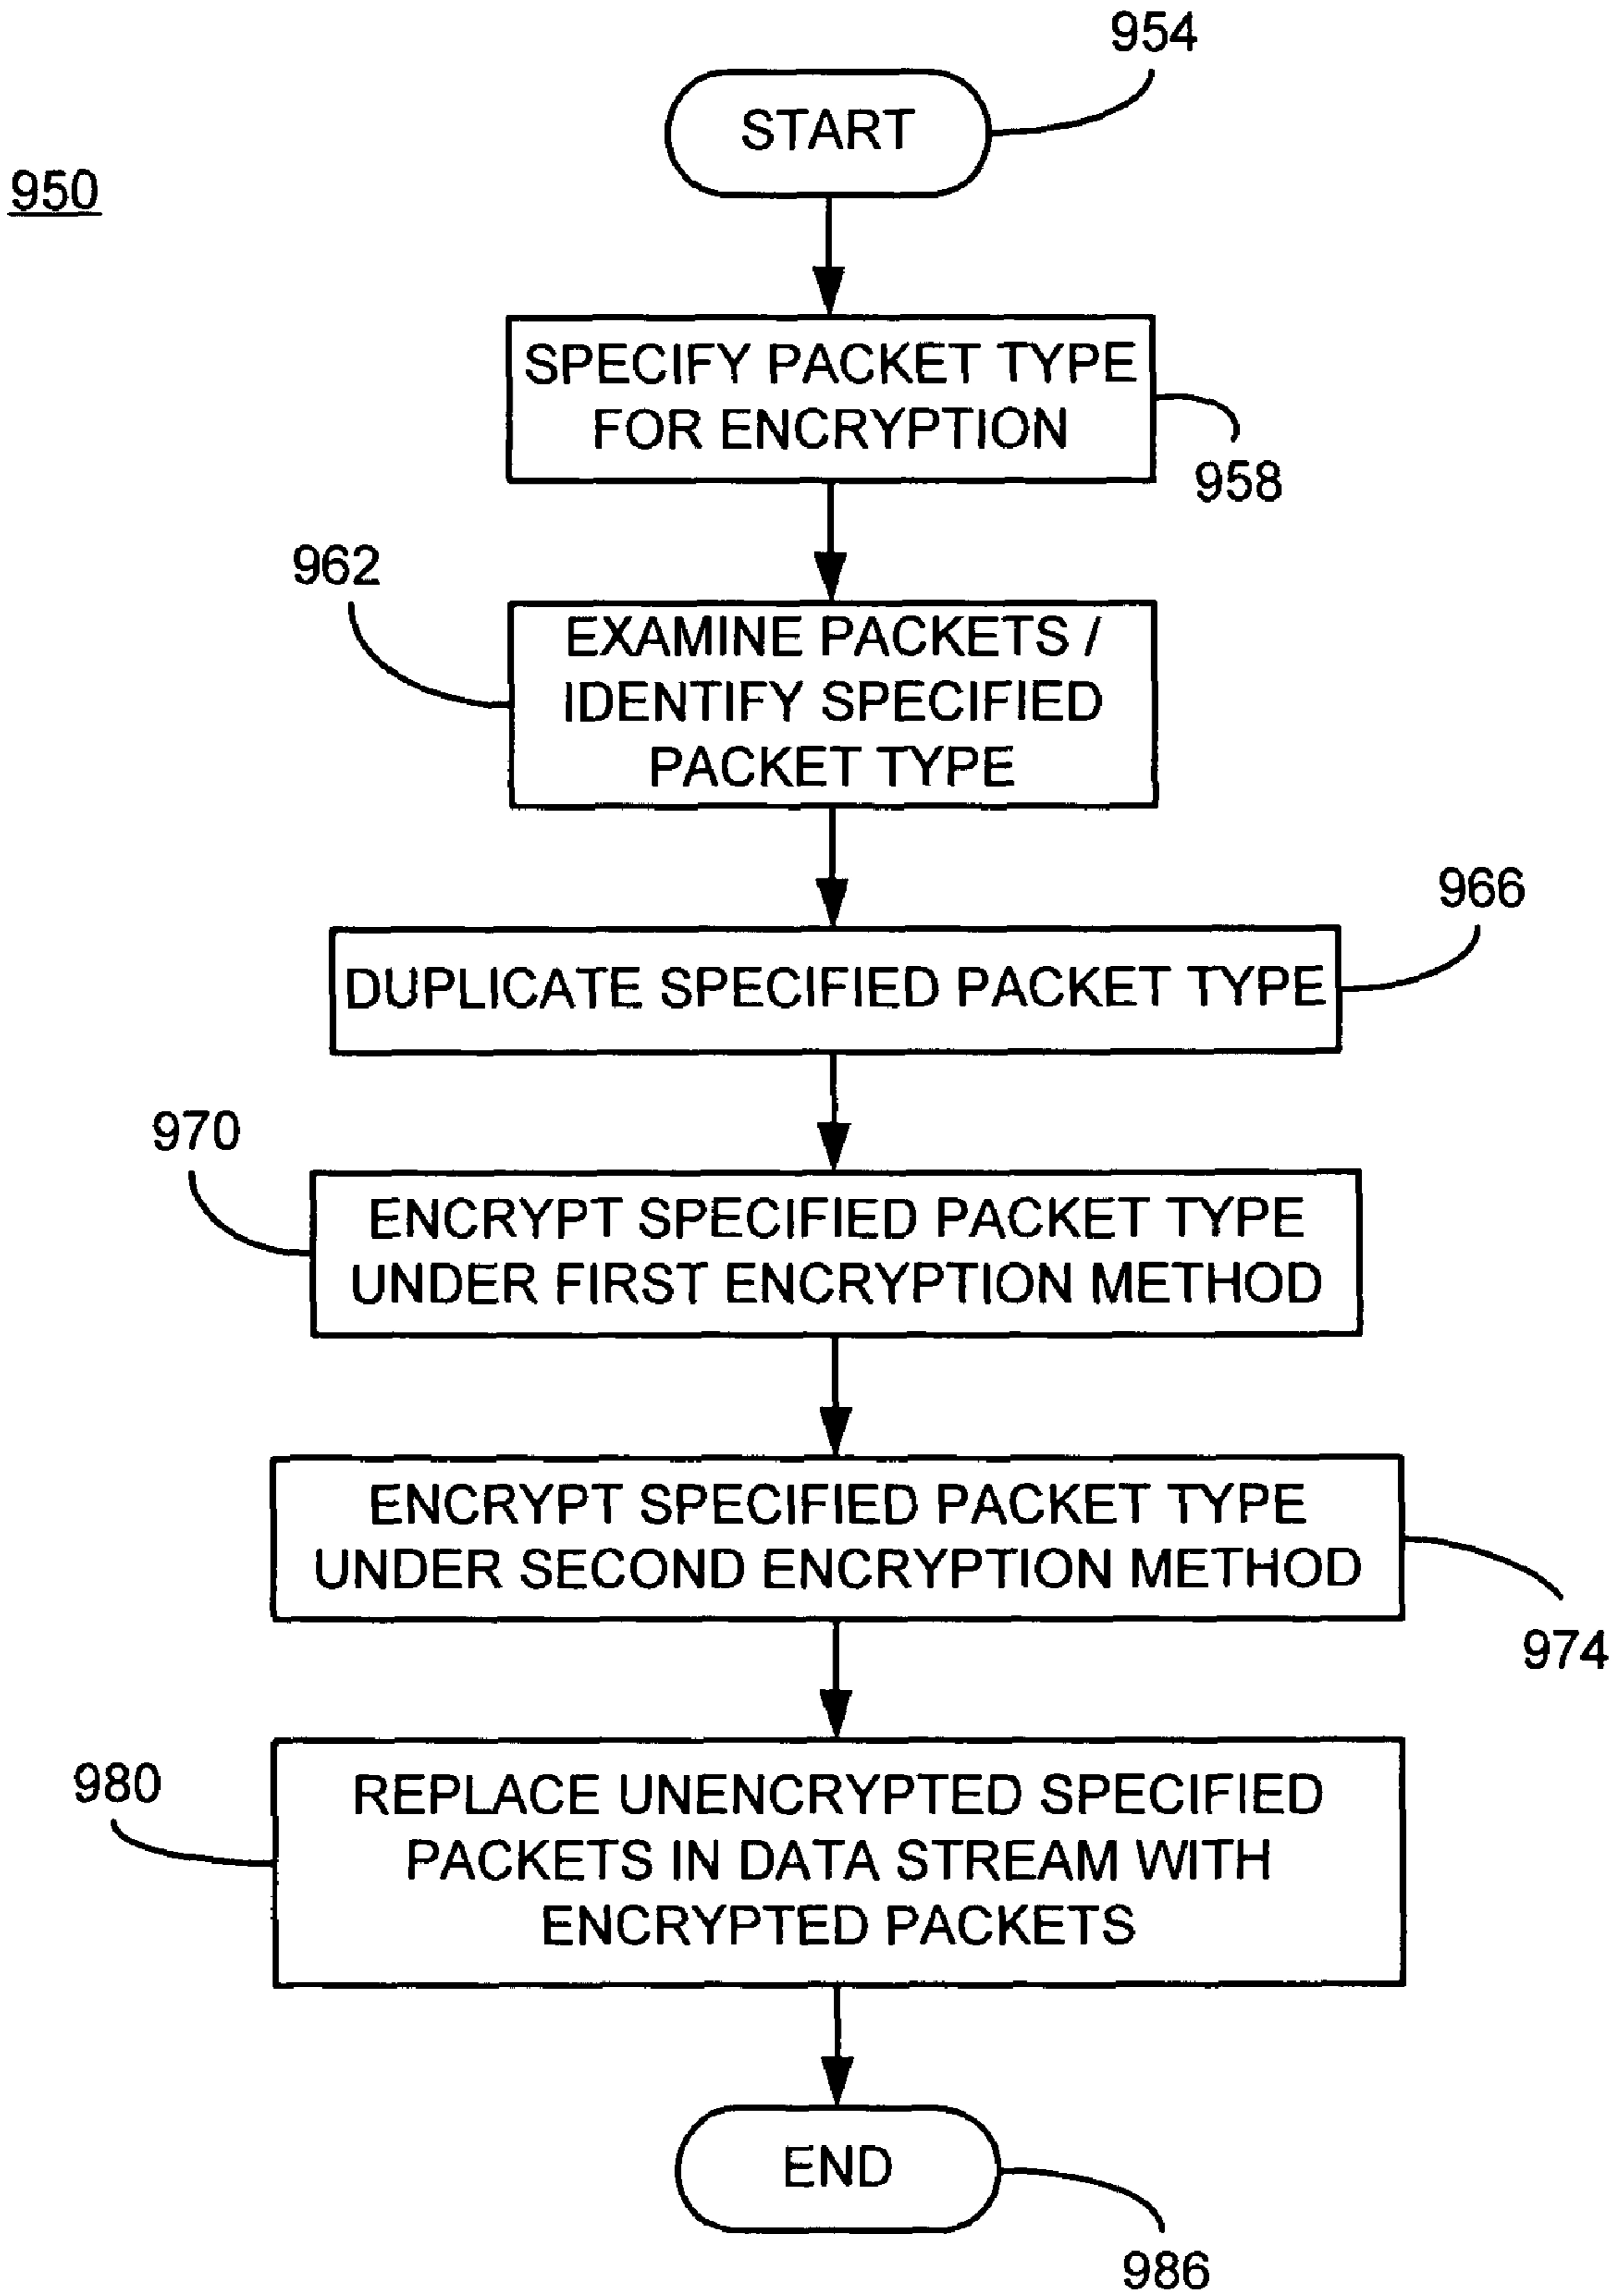 954
START
950
SPECIFY PACKET TYPE
FOR ENCRYPTION
958
962
EXAMINE PACKETS /
IDENTIFY SPECIFIED
PACKET TYPE
966
DUPLICATE SPECIFIED PACKET TYPE
970
ENCRYPT SPECIFIED PACKET TYPE
UNDER FIRST ENCRYPTION METHOD
ENCRYPT SPECIFIED PACKET TYPE
UNDER SECOND ENCRYPTION METHOD
974
980
REPLACE UNENCRYPTED SPECIFIED
PACKETS IN DATA STREAM WITH
ENCRYPTED PACKETS
END
986